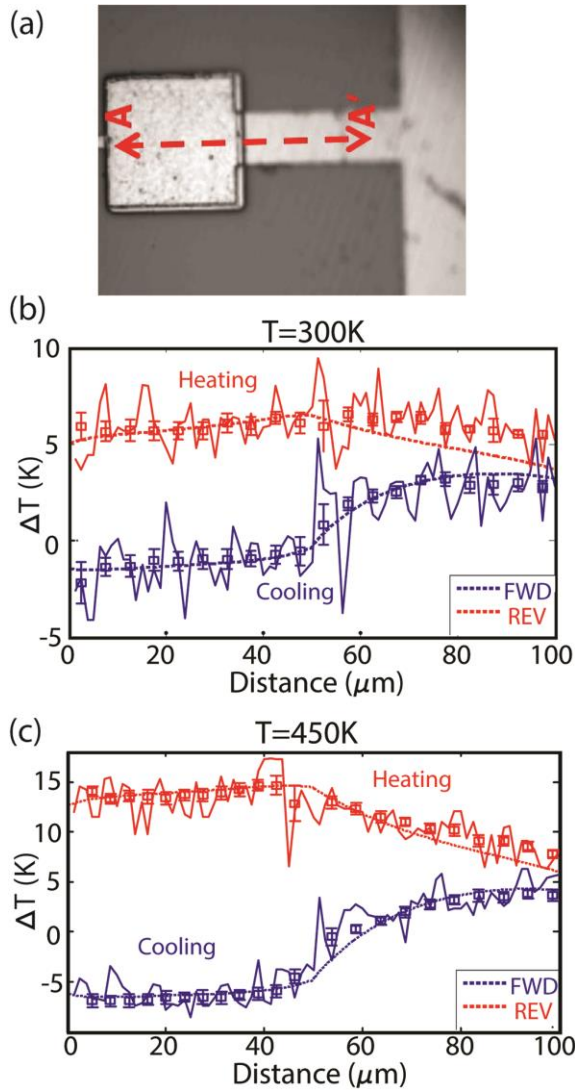 (a)
A A'
(b)
T=300K
10
5
0
-5
ΔT (K)
Heating
Cooling
FWD
REV
0 20 40 60 80 100
Distance (μm)
(c)
T=450K
15
10
5
0
-5
ΔT (K)
Heating
Cooling
FWD
REV
0 20 40 60 80 100
Distance (μm)